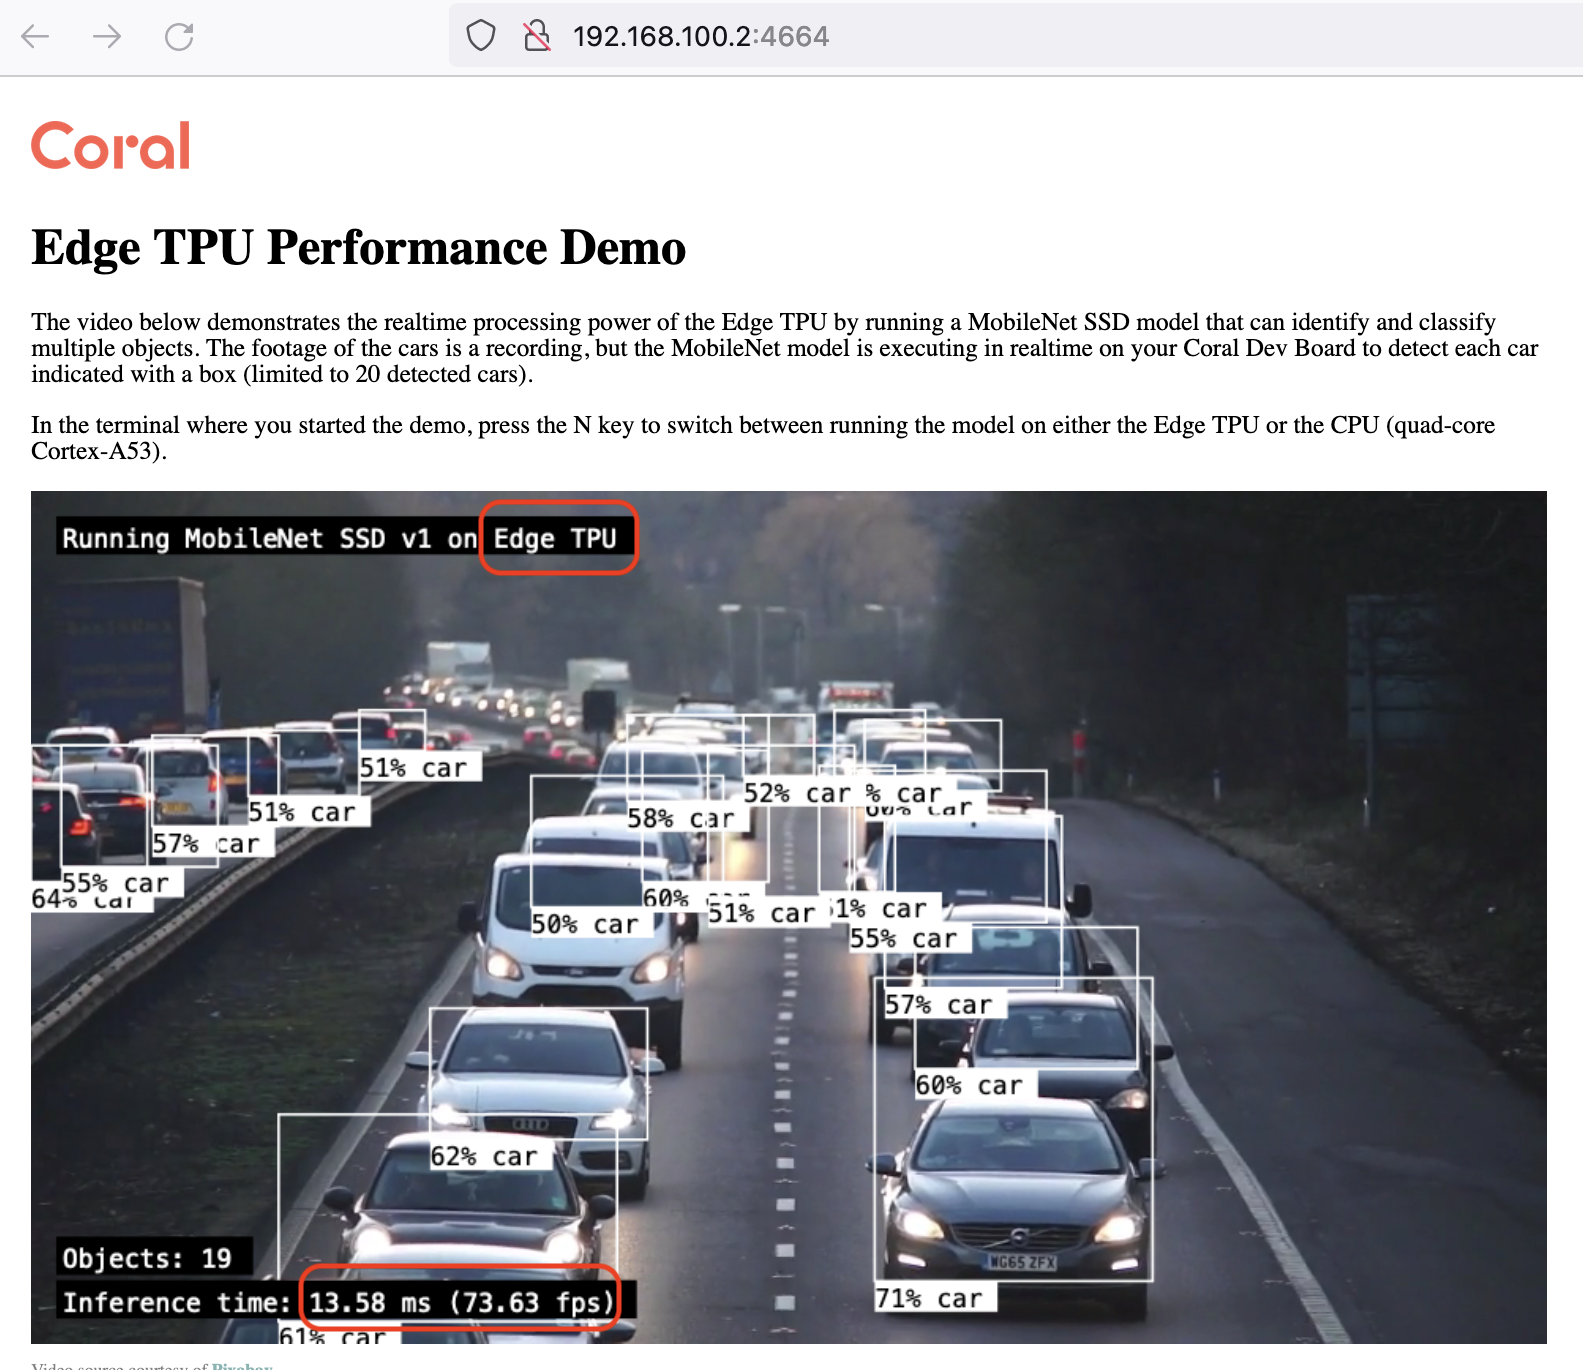 192.168.100.2:4664
Coral
Edge TPU Performance Demo
The video below demonstrates the realtime processing power of the Edge TPU by running a MobileNet SSD model that can identify and classify
multiple objects. The footage of the cars is a recording, but the MobileNet model is executing in realtime on your Coral Dev Board to detect each car
indicated with a box (limited to 20 detected cars).
In the terminal where you started the demo, press the N key to switch between running the model on either the Edge TPU or the CPU (quad-core
Cortex-A53).
Running MobileNet SSD v1 on Edge TPU
51% car
52% car % car
51% car
58% car
60% car
57% car
55% car
64% car
60%
51% car
1% car
50% car
55% car
57% car
60% car
62% car
Objects: 19
WG65 ZFX
71% car
Inference time: 13.58 ms (73.63 fps)
61% car
Video source courtesy of Pixabay